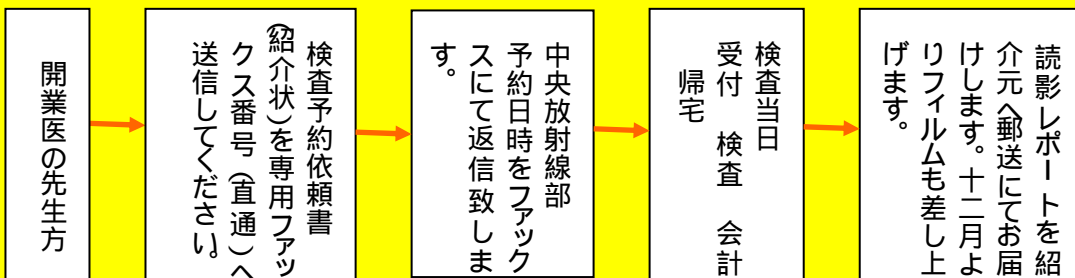 開業医の先生方
検査予約依頼書
(紹介状)を専用ファッ
クス番号(直通)へ
送信してください。
中央放射線部
予約日時をファック
スにて返信致しま
す。
検査当日
受付 検査 会計
帰宅
読影レポートを紹
介元へ郵送にてお届
けします。十二月よ
りフィルムも差し上
げます。